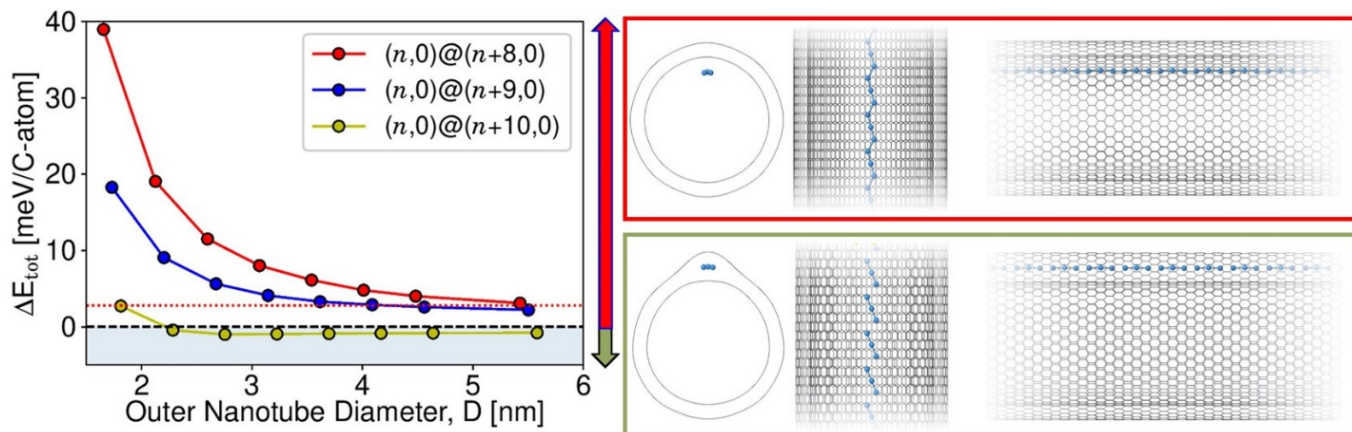 40
30
20
10
0
ΔE_tot [meV/C-atom]
(n,0)@(n+8,0)
(n,0)@(n+9,0)
(n,0)@(n+10,0)
2 3 4 5 6
Outer Nanotube Diameter, D [nm]